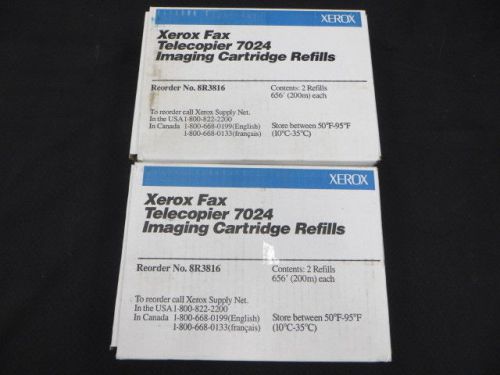 XEROX
Xerox Fax
Telecopier 7024
Imaging Cartridge Refills
Reorder No. 8R3816
Contents: 2 Refills
656' (200m) each
To reorder call Xerox Supply Net.
In the USA 1-800-822-2200
In Canada 1-800-668-0199(English)
1-800-668-0133(français)
Store between 50°F-95°F
(10°C-35°C)
XEROX
Xerox Fax
Telecopier 7024
Imaging Cartridge Refills
Reorder No. 8R3816
Contents: 2 Refills
656' (200m) each
To reorder call Xerox Supply Net.
In the USA 1-800-822-2200
In Canada 1-800-668-0199(English)
1-800-668-0133(français)
Store between 50°F-95°F
(10°C-35°C)